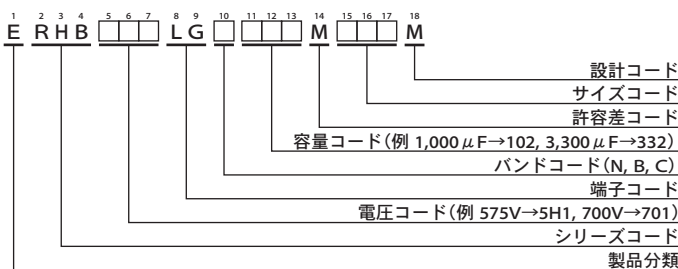 1 2 3 4 5 6 7 8 9 10 11 12 13 14 15 16 17 18
E RHB □□□ LG □ □□□ M □□□ M
設計コード
サイズコード
許容差コード
容量コード(例 1,000μF→102, 3,300μF→332)
バンドコード(N, B, C)
端子コード
電圧コード(例 575V→5H1, 700V→701)
シリーズコード
製品分類